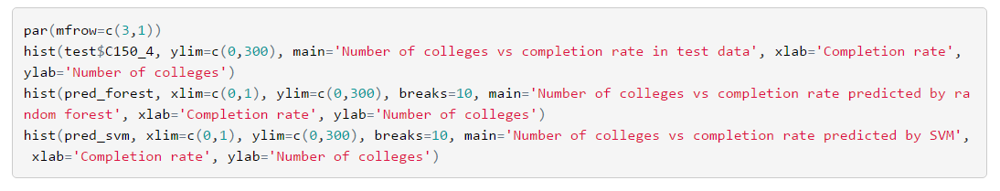 par(mfrow=c(3,1))
hist(test$C150_4, ylim=c(0,300), main='Number of colleges vs completion rate in test data', xlab='Completion rate',
ylab='Number of colleges')
hist(pred_forest, xlim=c(0,1), ylim=c(0,300), breaks=10, main='Number of colleges vs completion rate predicted by ra
ndom forest', xlab='Completion rate', ylab='Number of colleges')
hist(pred_svm, xlim=c(0,1), ylim=c(0,300), breaks=10, main='Number of colleges vs completion rate predicted by SVM',
 xlab='Completion rate', ylab='Number of colleges')